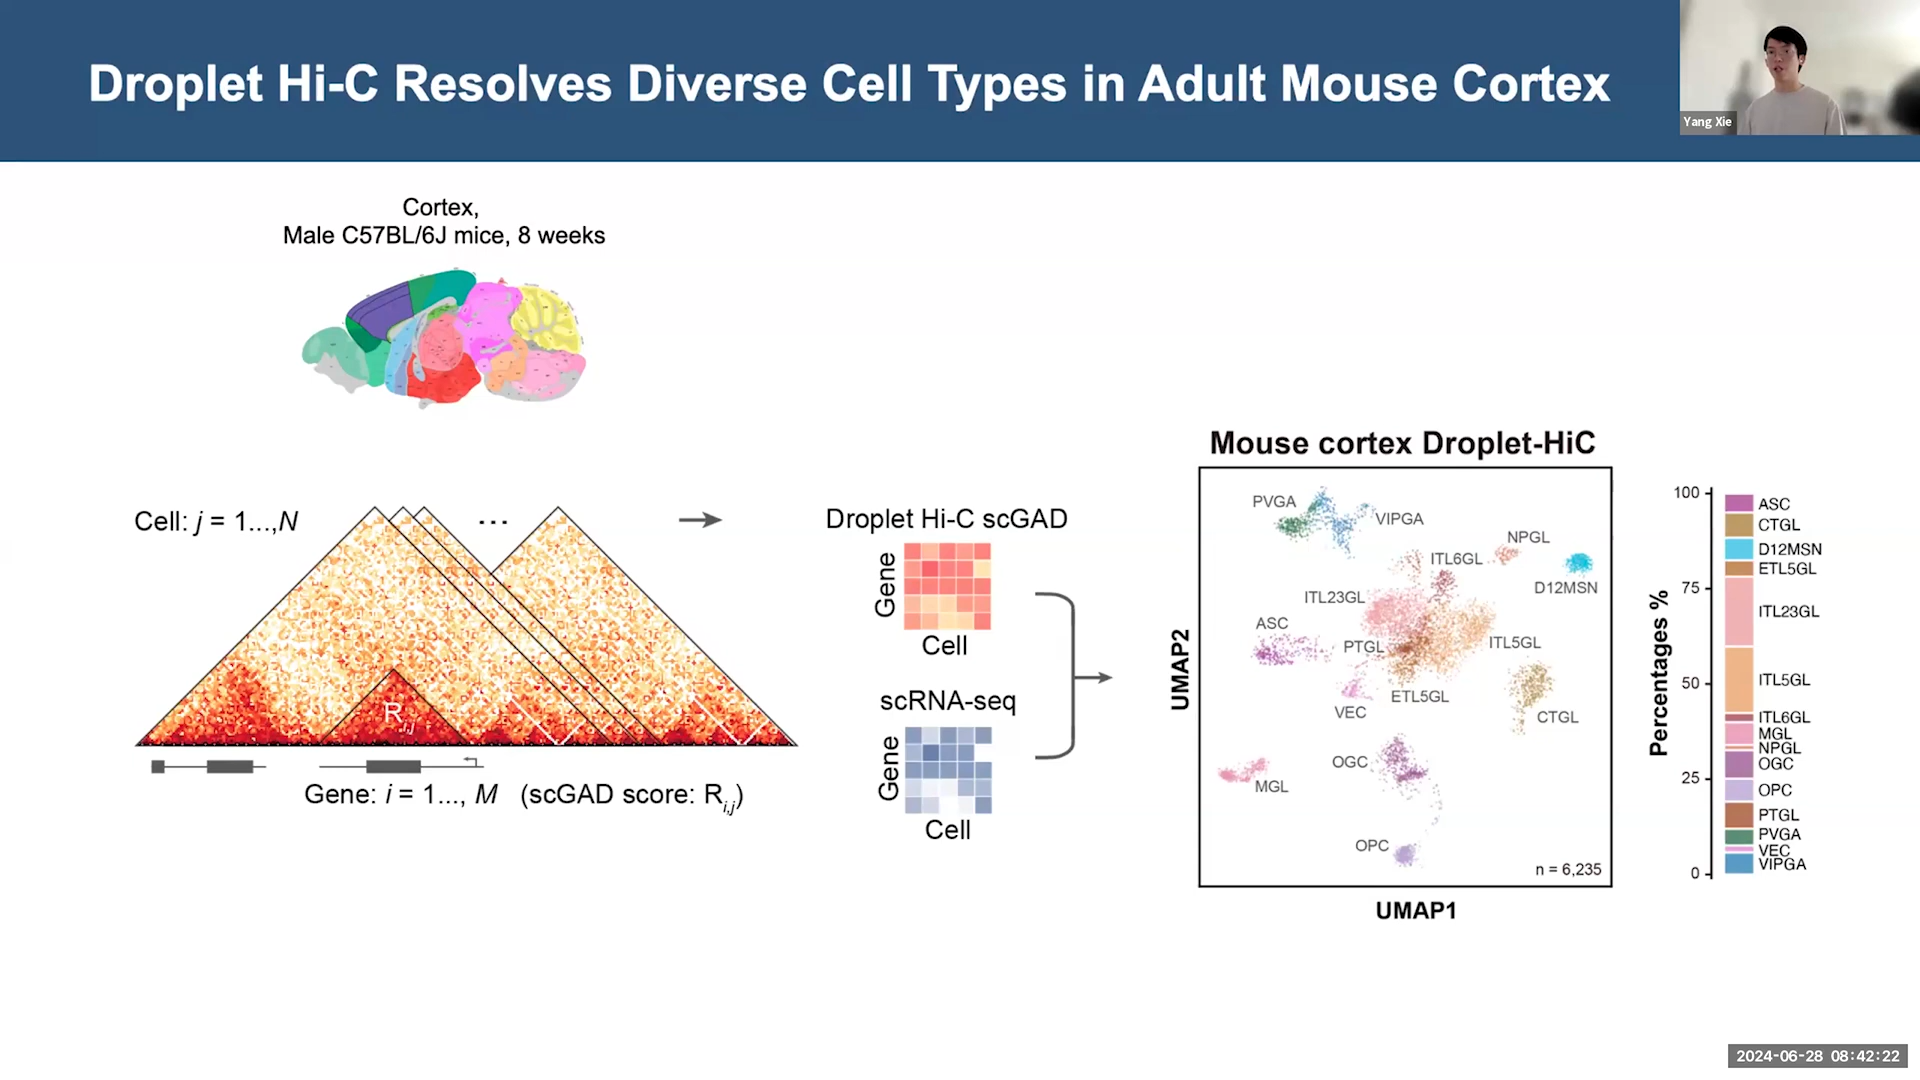 Droplet Hi-C Resolves Diverse Cell Types in Adult Mouse Cortex
Yang Xie
Cortex,
Male C57BL/6J mice, 8 weeks
Cell: j = 1...,N
...
R i,j
Gene: i = 1..., M (scGAD score: R i,j)
Droplet Hi-C scGAD
Gene
Cell
scRNA-seq
Gene
Cell
Mouse cortex Droplet-HiC
PVGA
VIPGA
NPGL
ITL6GL
D12MSN
ITL23GL
ASC
PTGL
ITL5GL
ETL5GL
VEC
CTGL
OGC
MGL
OPC
n = 6,235
UMAP2
UMAP1
Percentages %
100
75
50
25
0
ASC
CTGL
D12MSN
ETL5GL
ITL23GL
ITL5GL
ITL6GL
MGL
NPGL
OGC
OPC
PTGL
PVGA
VEC
VIPGA
2024-06-28 08:42:22